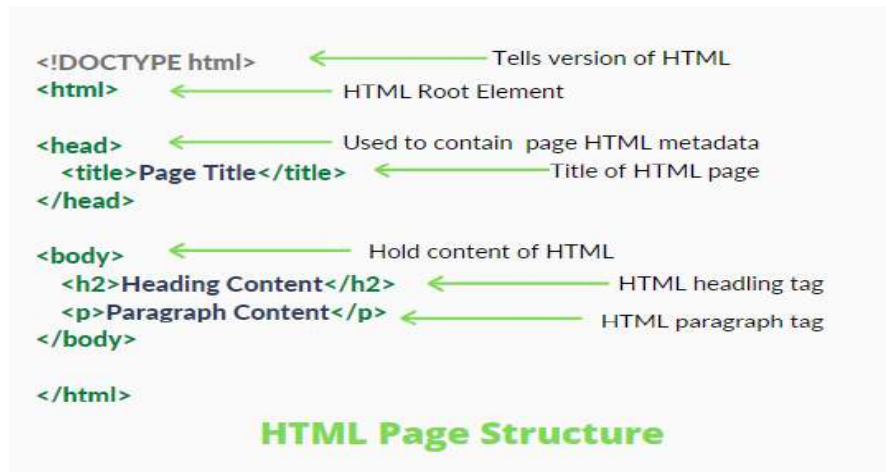 <!DOCTYPE html> Tells version of HTML
<html> HTML Root Element
<head> Used to contain page HTML metadata
<title>Page Title</title> Title of HTML page
</head>
<body> Hold content of HTML
<h2>Heading Content</h2> HTML headling tag
<p>Paragraph Content</p> HTML paragraph tag
</body>
</html>
HTML Page Structure